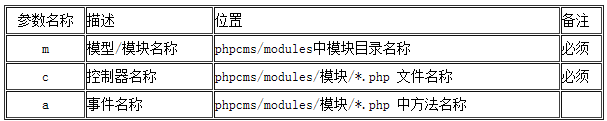 参数名称 描述 位置 备注
m 模型/模块名称 phpcms/modules中模块目录名称 必须
c 控制器名称 phpcms/modules/模块/*.php 文件名称 必须
a 事件名称 phpcms/modules/模块/*.php 中方法名称